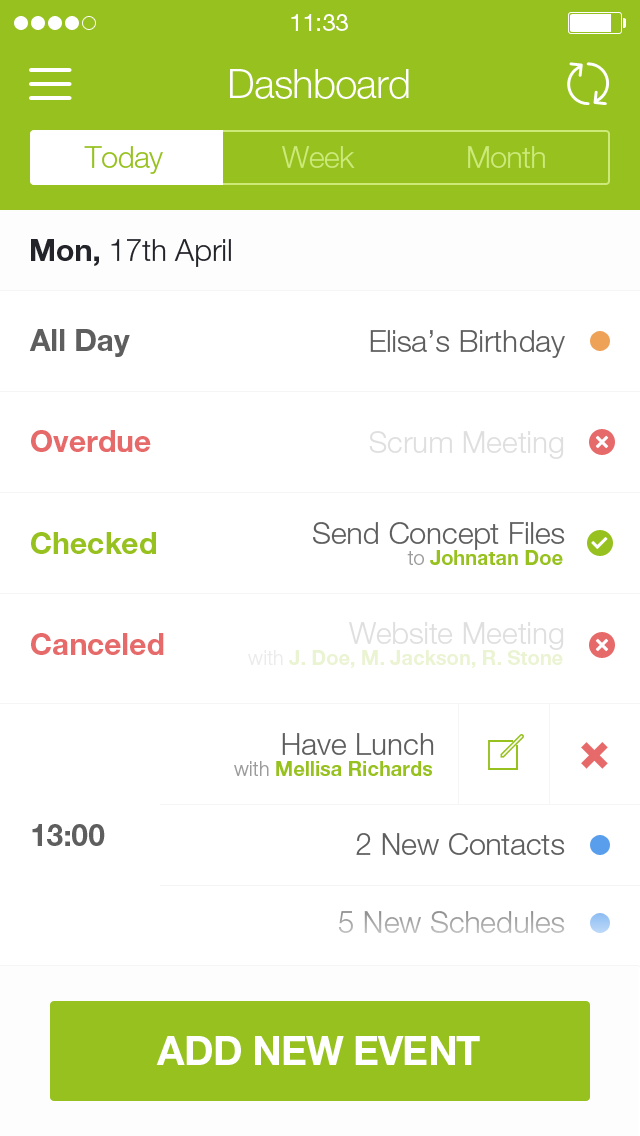 11:33
Dashboard
Today Week Month
Mon, 17th April
All Day Elisa’s Birthday
Overdue Scrum Meeting
Checked Send Concept Files
to Johnatan Doe
Canceled Website Meeting
with J. Doe, M. Jackson, R. Stone
Have Lunch
with Mellisa Richards
13:00 2 New Contacts
5 New Schedules
ADD NEW EVENT